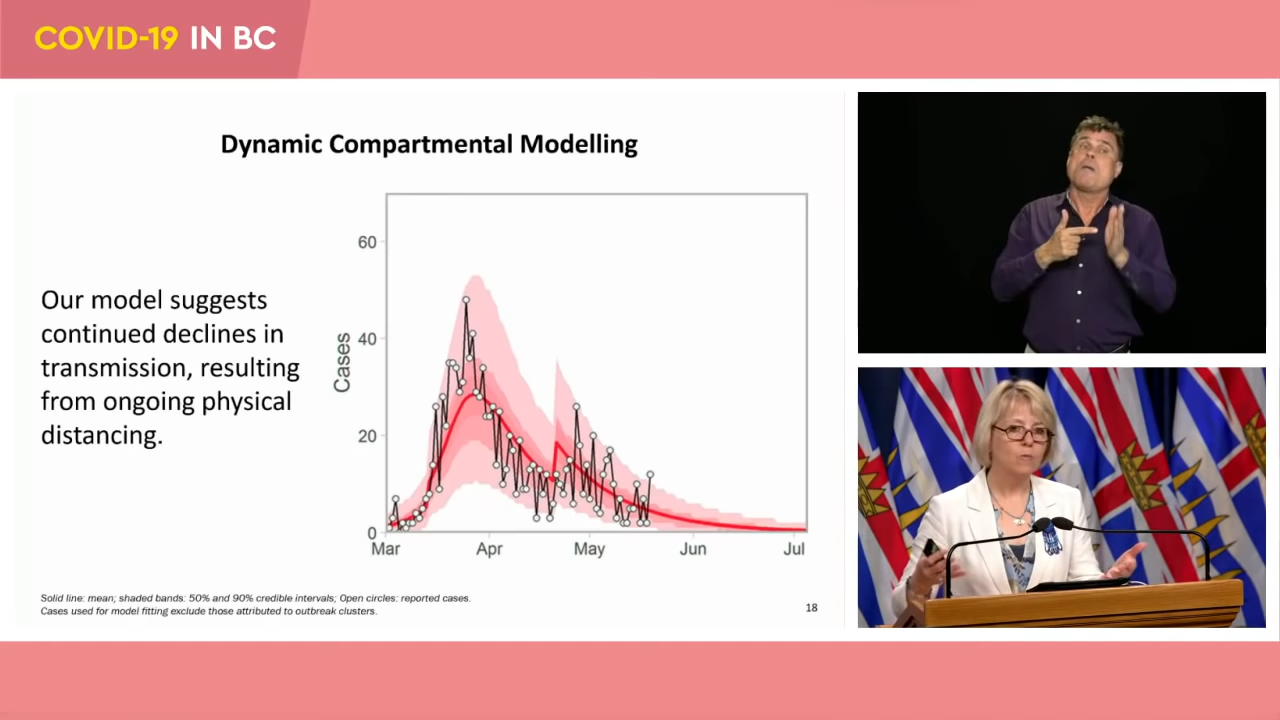 COVID-19 IN BC
Dynamic Compartmental Modelling
Our model suggests
continued declines in
transmission, resulting
from ongoing physical
distancing.
Cases
60
40
20
0
Mar Apr May Jun Jul
Solid line: mean; shaded bands: 50% and 90% credible intervals; Open circles: reported cases.
Cases used for model fitting exclude those attributed to outbreak clusters.
18